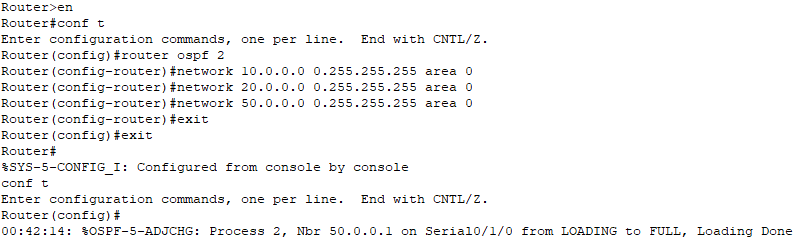 Router>en
Router#conf t
Enter configuration commands, one per line.  End with CNTL/Z.
Router(config)#router ospf 2
Router(config-router)#network 10.0.0.0 0.255.255.255 area 0
Router(config-router)#network 20.0.0.0 0.255.255.255 area 0
Router(config-router)#network 50.0.0.0 0.255.255.255 area 0
Router(config-router)#exit
Router(config)#exit
Router#
%SYS-5-CONFIG_I: Configured from console by console
conf t
Enter configuration commands, one per line.  End with CNTL/Z.
Router(config)#
00:42:14: %OSPF-5-ADJCHG: Process 2, Nbr 50.0.0.1 on Serial0/1/0 from LOADING to FULL, Loading Done